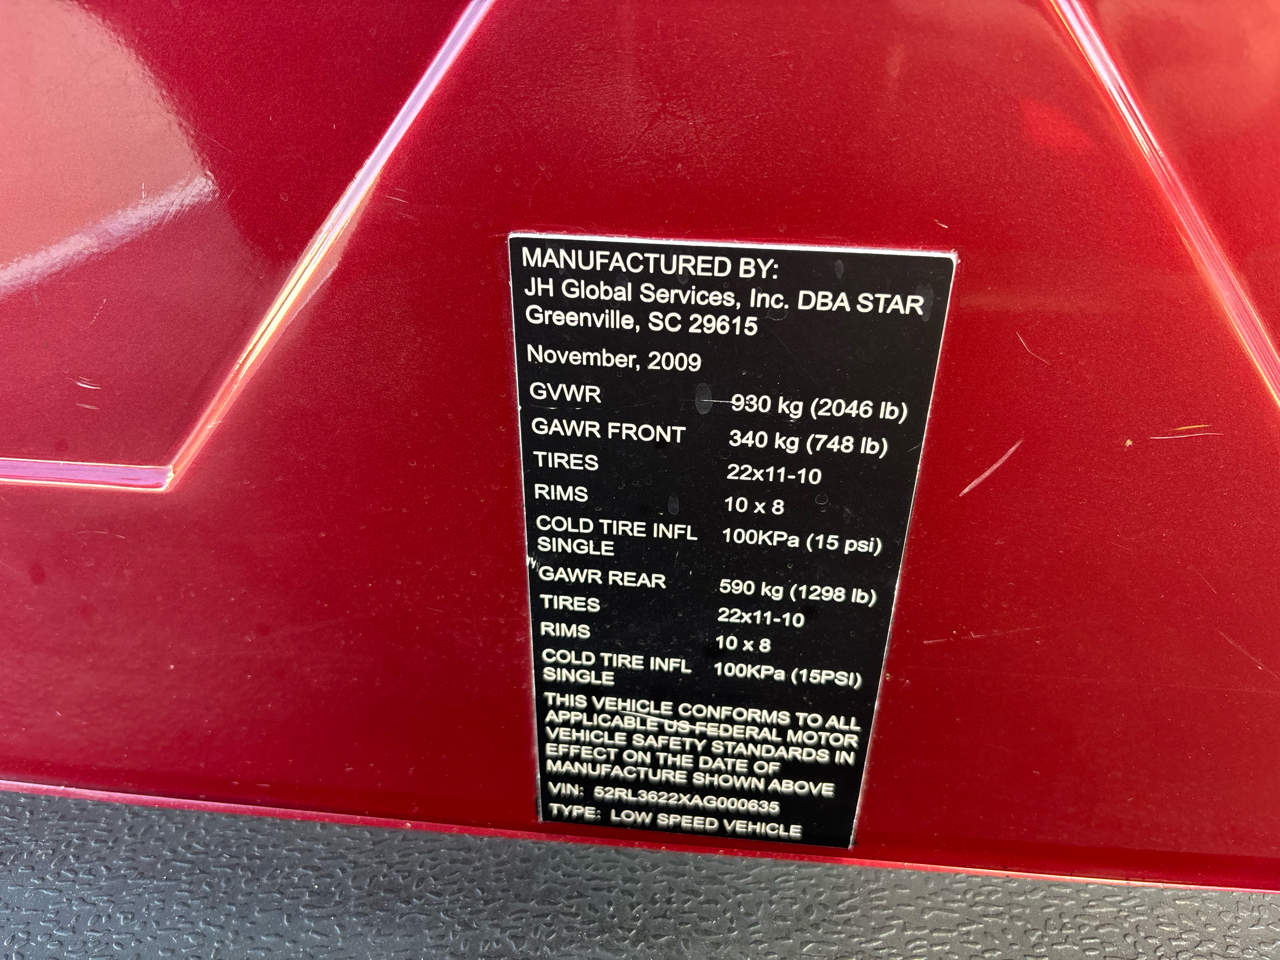 MANUFACTURED BY:
JH Global Services, Inc. DBA STAR
Greenville, SC 29615
November, 2009
GVWR 930 kg (2046 lb)
GAWR FRONT 340 kg (748 lb)
TIRES 22x11-10
RIMS 10 x 8
COLD TIRE INFL 100KPa (15 psi)
SINGLE
GAWR REAR 590 kg (1298 lb)
TIRES 22x11-10
RIMS 10 x 8
COLD TIRE INFL 100KPa (15PSI)
SINGLE
THIS VEHICLE CONFORMS TO ALL
APPLICABLE US FEDERAL MOTOR
VEHICLE SAFETY STANDARDS IN
EFFECT ON THE DATE OF
MANUFACTURE SHOWN ABOVE
VIN: 52RL3622XAG000635
TYPE: LOW SPEED VEHICLE